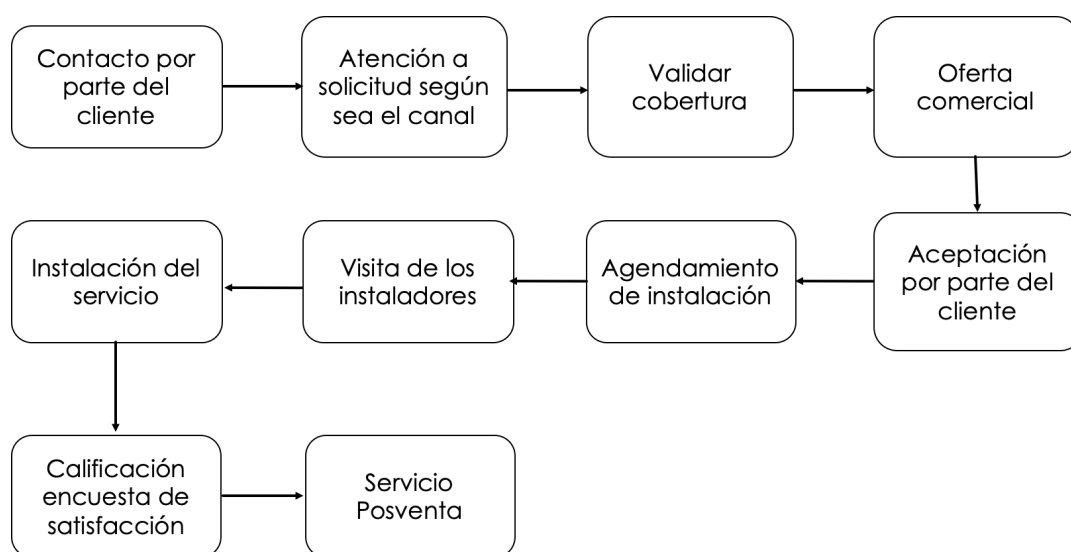 Contacto por
parte del
cliente
Atención a
solicitud según
sea el canal
Validar
cobertura
Oferta
comercial
Aceptación
por parte del
cliente
Agendamiento
de instalación
Visita de los
instaladores
Instalación del
servicio
Calificación
encuesta de
satisfacción
Servicio
Posventa